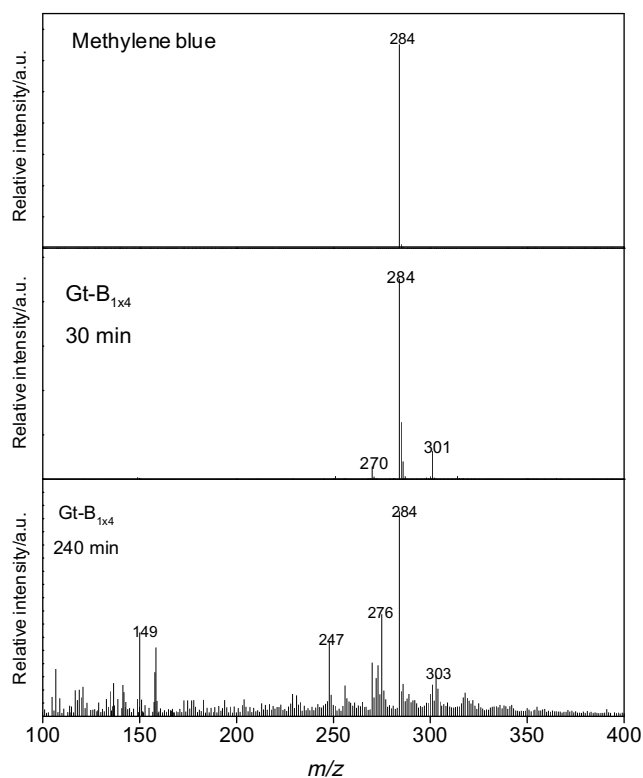 Relative intensity/a.u.
Methylene blue
284
Relative intensity/a.u.
Gt-B1x4
30 min
284
270
301
Relative intensity/a.u.
Gt-B1x4
240 min
284
149
247
276
303
100 150 200 250 300 350 400
m/z